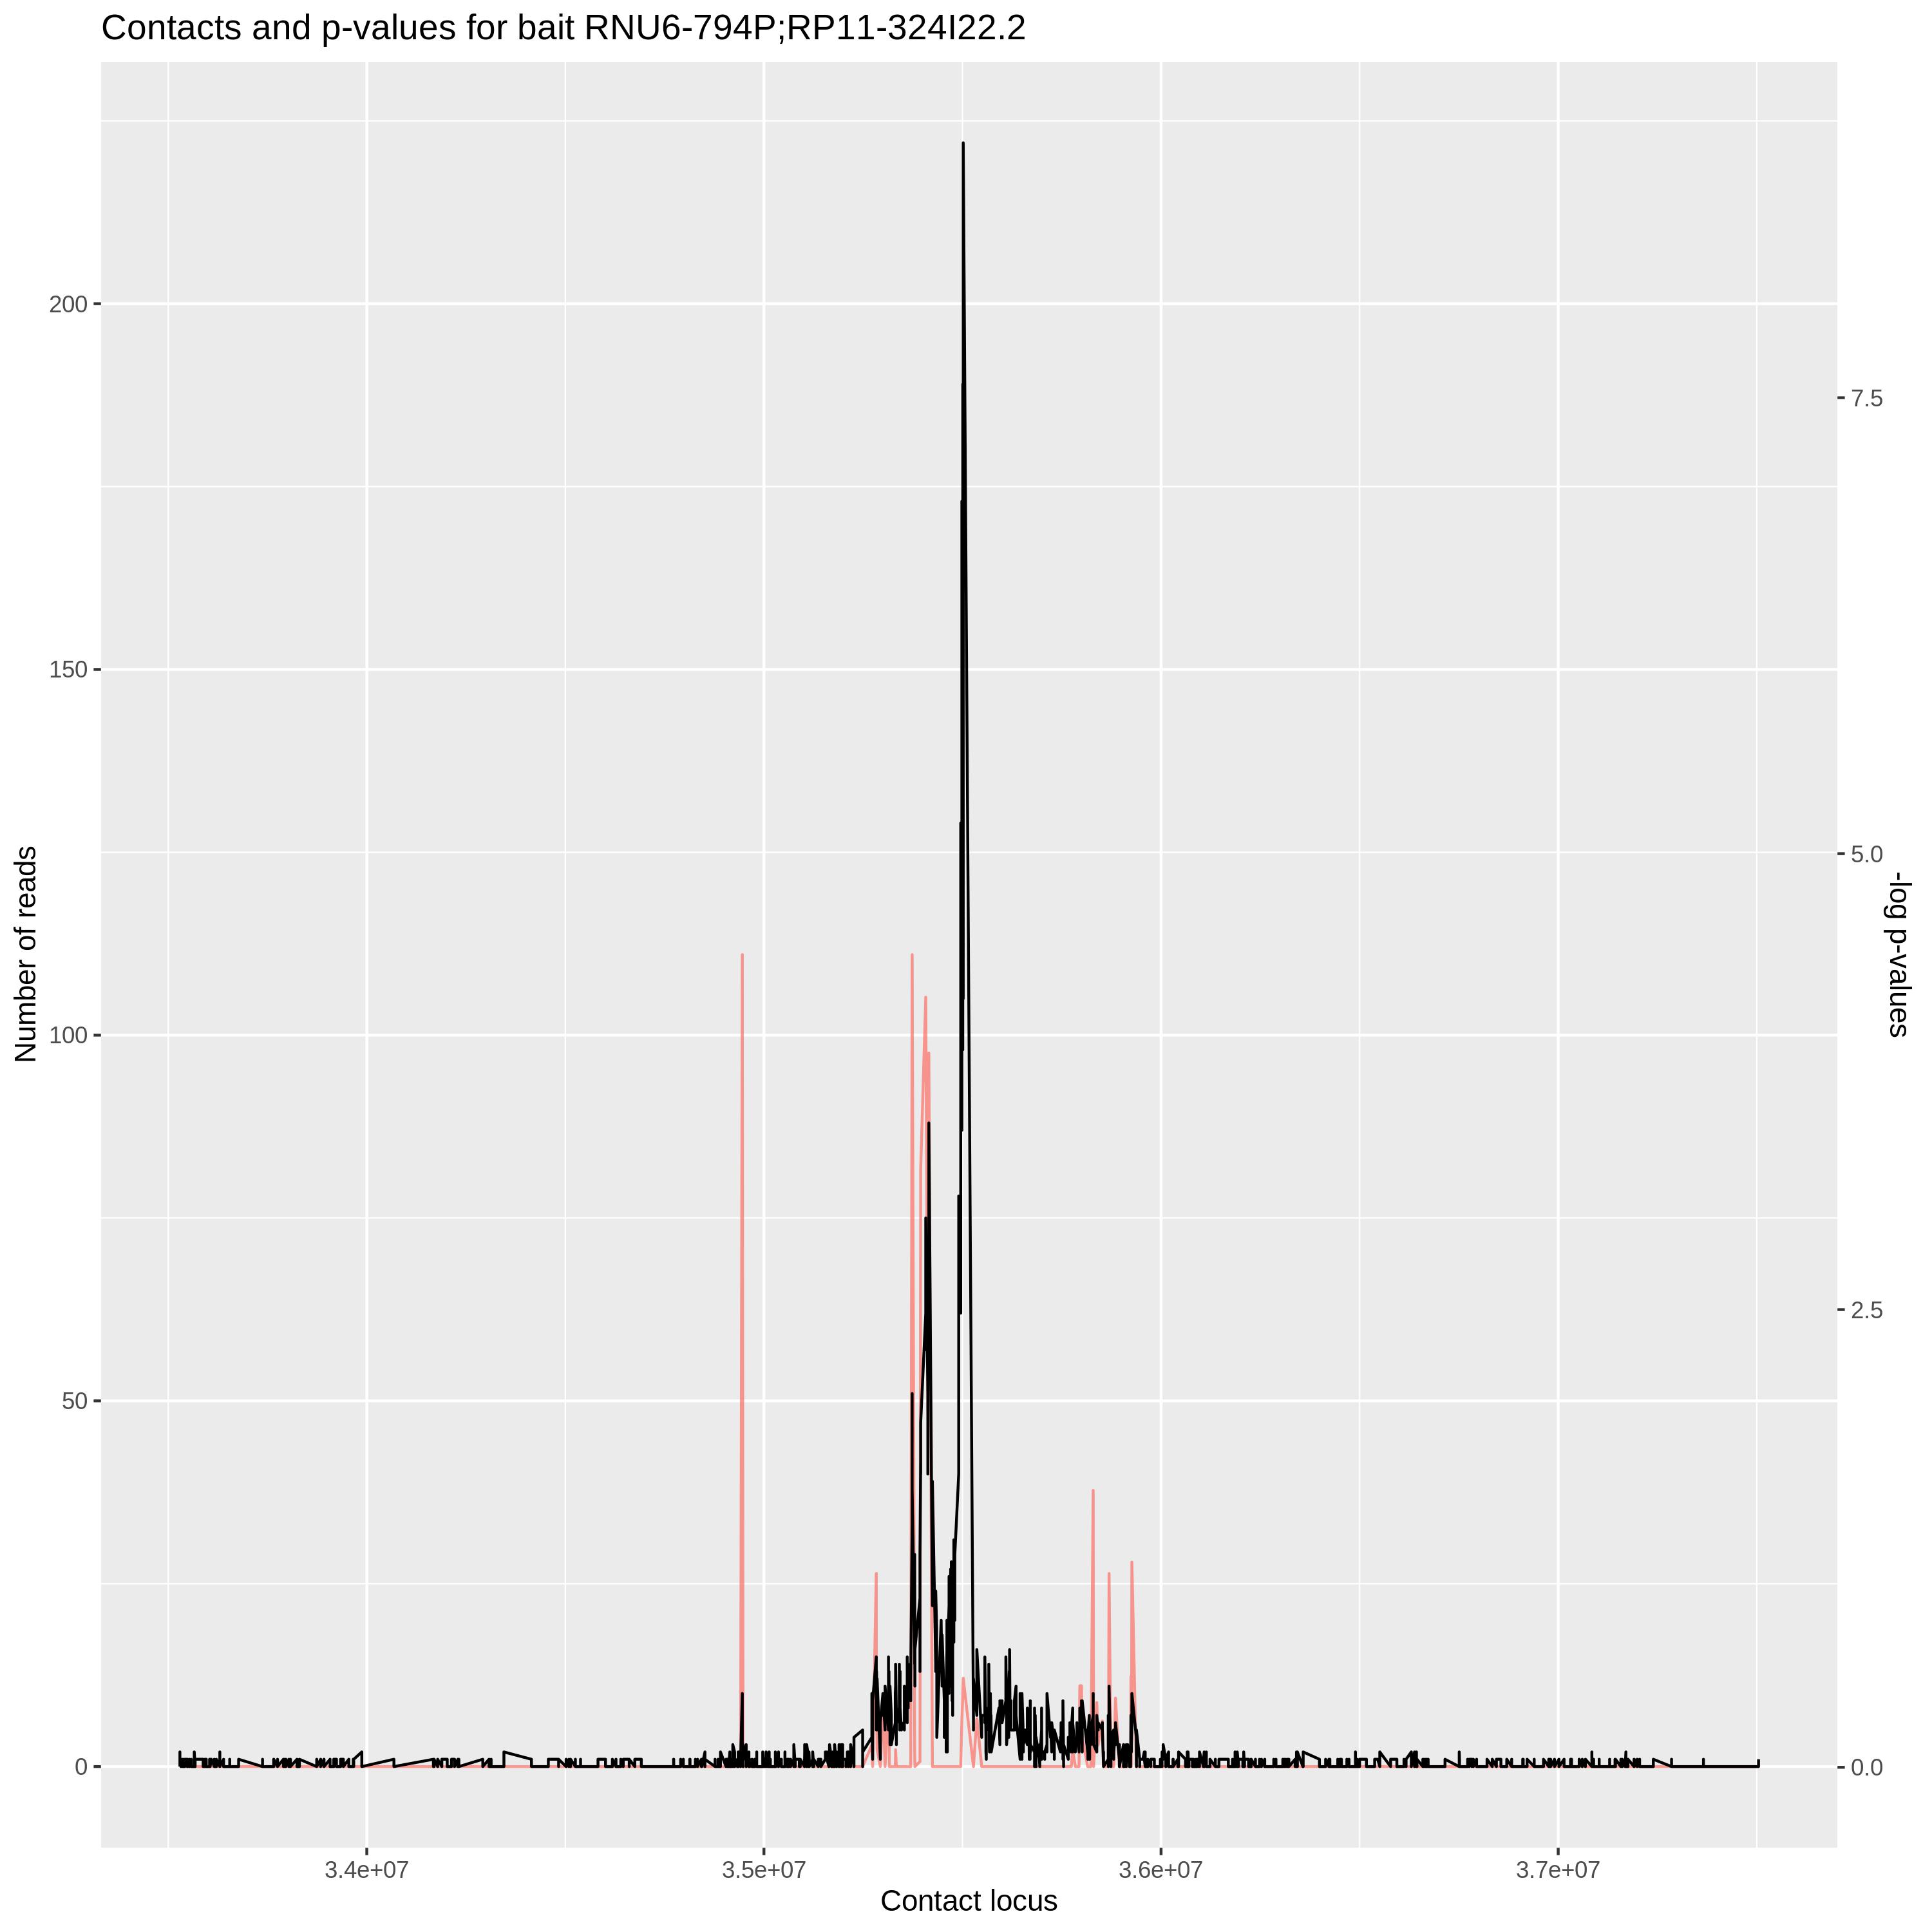 Contacts and p-values for bait RNU6-794P;RP11-324I22.2
200
150
100
50
0
Number of reads
7.5
5.0
2.5
0.0
-log p-values
3.4e+07
3.5e+07
3.6e+07
3.7e+07
Contact locus